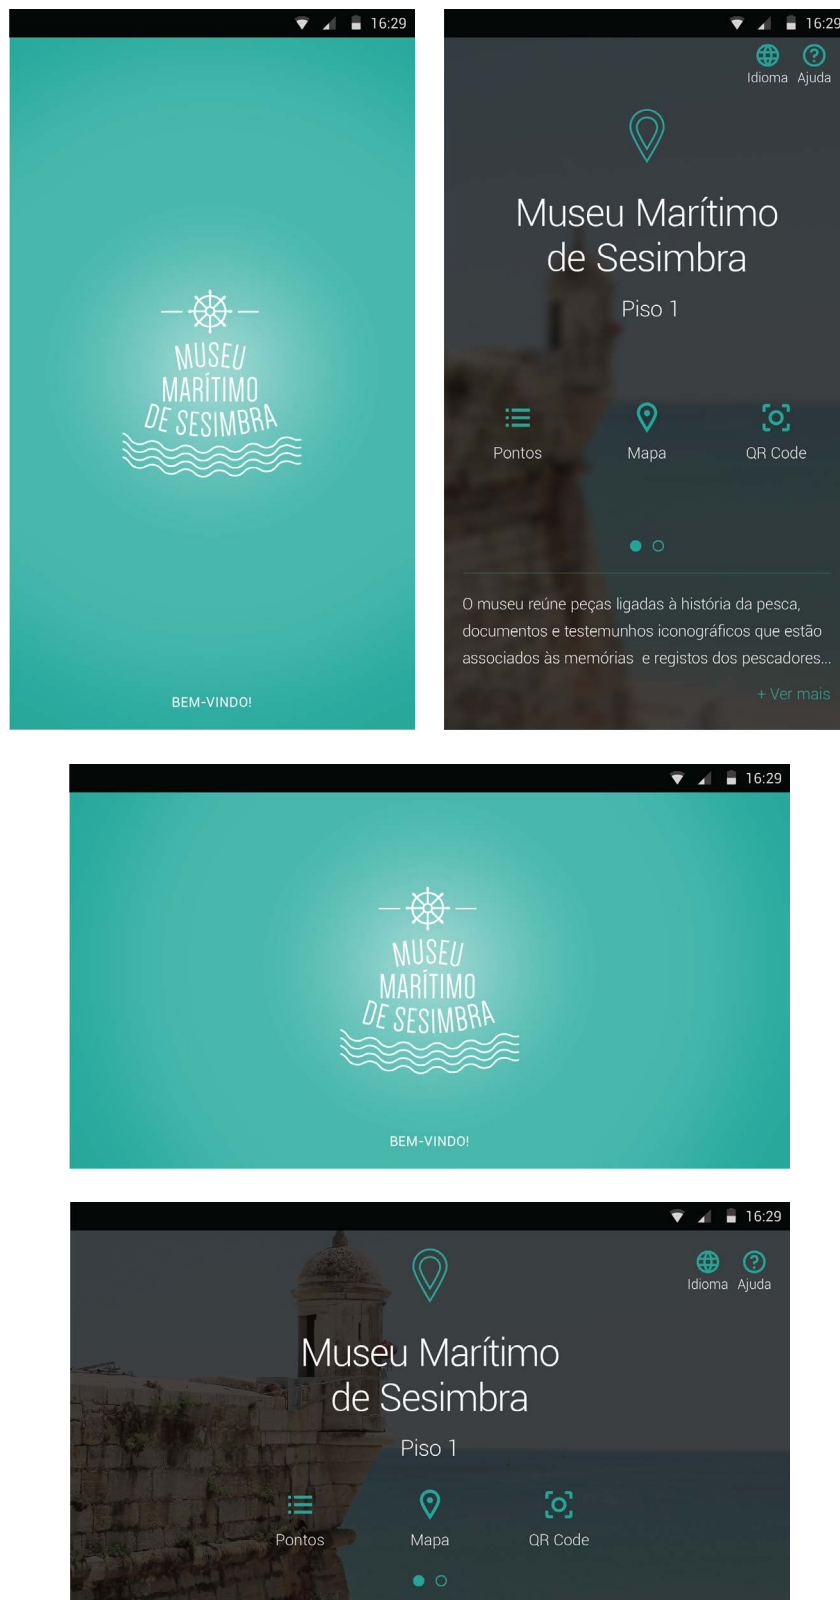 16:29
MUSEU
MARÍTIMO
DE SESIMBRA
BEM-VINDO!
16:29
Idioma Ajuda
Museu Marítimo
de Sesimbra
Piso 1
Pontos Mapa QR Code
O museu reúne peças ligadas à história da pesca,
documentos e testemunhos iconográficos que estão
associados às memórias e registos dos pescadores...
+ Ver mais
16:29
MUSEU
MARÍTIMO
DE SESIMBRA
BEM-VINDO!
16:29
Idioma Ajuda
Museu Marítimo
de Sesimbra
Piso 1
Pontos Mapa QR Code